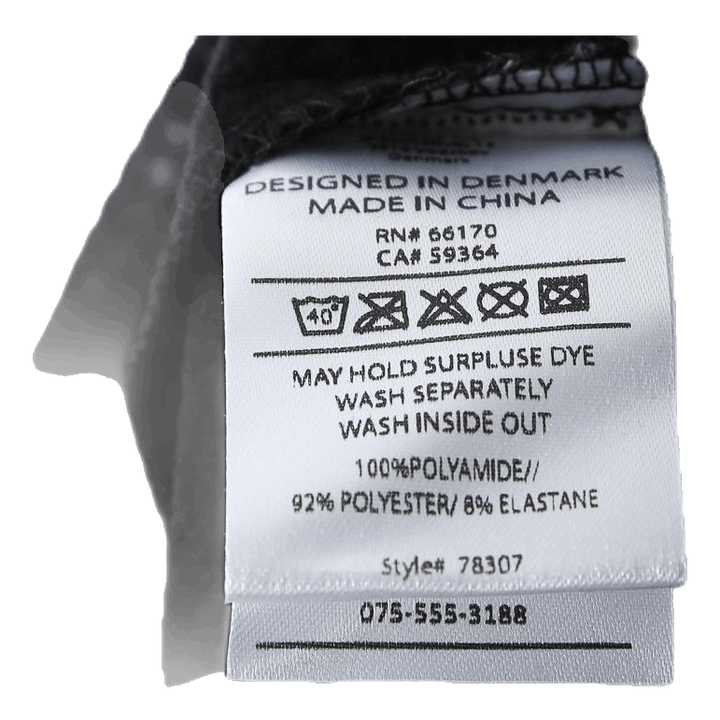 Denmark
DESIGNED IN DENMARK
MADE IN CHINA
RN# 66170
CA# 59364
40°
MAY HOLD SURPLUSE DYE
WASH SEPARATELY
WASH INSIDE OUT
100%POLYAMIDE//
92% POLYESTER/ 8% ELASTANE
Style# 78307
075-555-3188